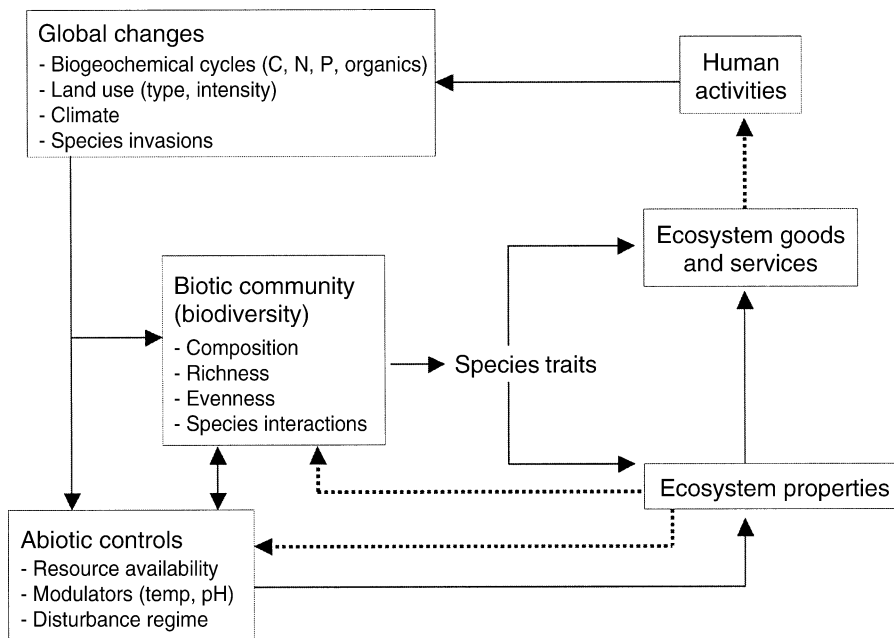 Global changes
- Biogeochemical cycles (C, N, P, organics)
- Land use (type, intensity)
- Climate
- Species invasions
Human
activities
Ecosystem goods
and services
Biotic community
(biodiversity)
- Composition
- Richness
- Evenness
- Species interactions
Species traits
Ecosystem properties
Abiotic controls
- Resource availability
- Modulators (temp, pH)
- Disturbance regime